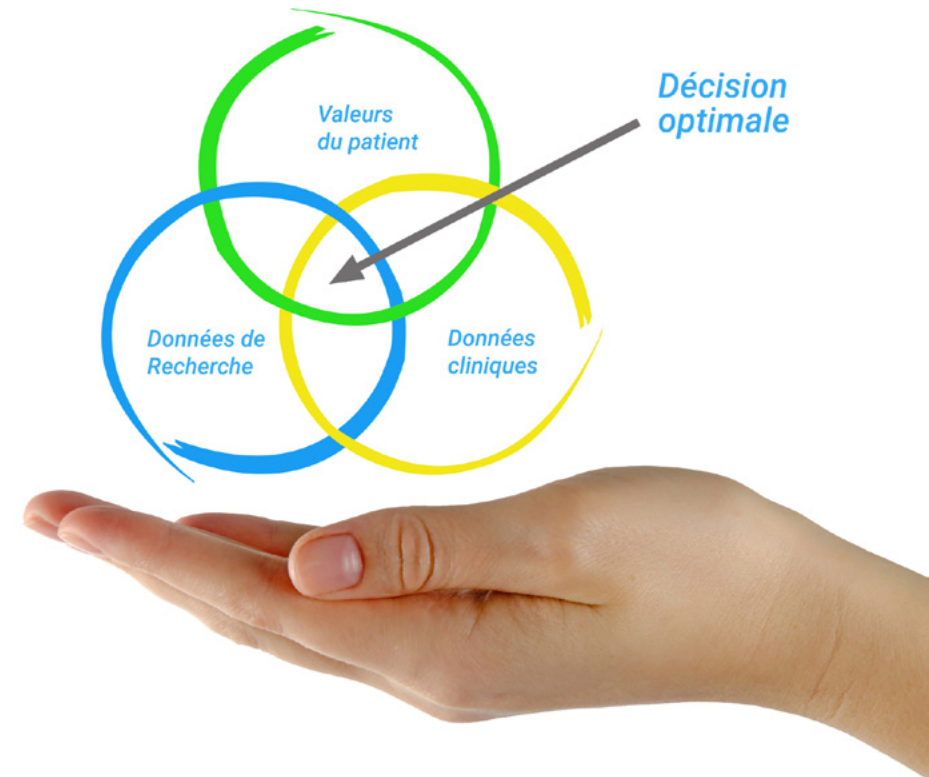 Décision
optimale
Valeurs
du patient
Données de
Recherche
Données
cliniques